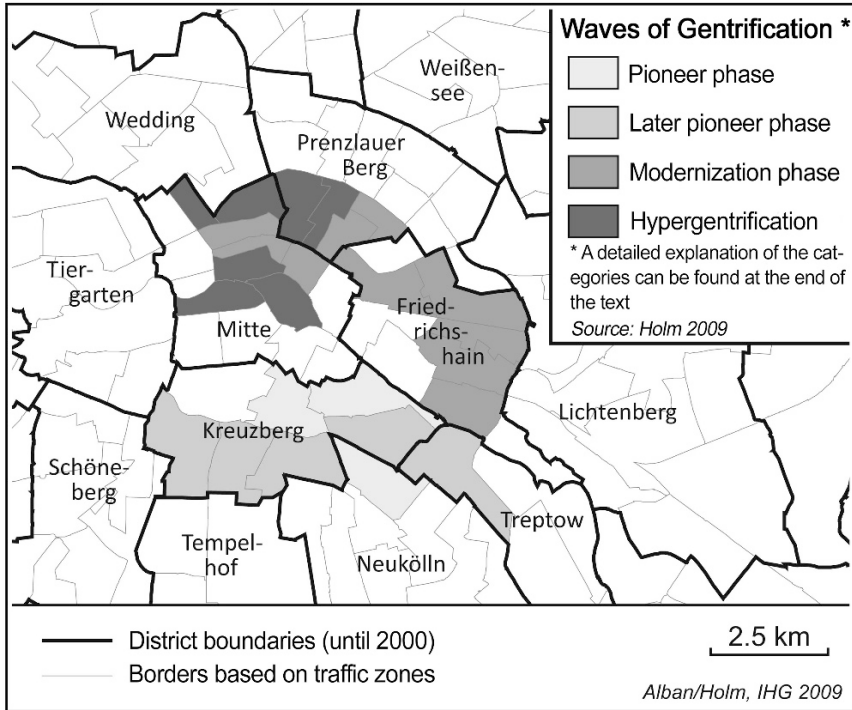 Waves of Gentrification *
Pioneer phase
Later pioneer phase
Modernization phase
Hypergentrification
* A detailed explanation of the cat-
egories can be found at the end of
the text
Source: Holm 2009
Weißen-
see
Wedding
Prenzlauer
Berg
Tier-
garten
Mitte
Fried-
richs-
hain
Lichtenberg
Kreuzberg
Schöne-
berg
Treptow
Tempel-
hof
Neukölln
District boundaries (until 2000)
Borders based on traffic zones
2.5 km
Alban/Holm, IHG 2009